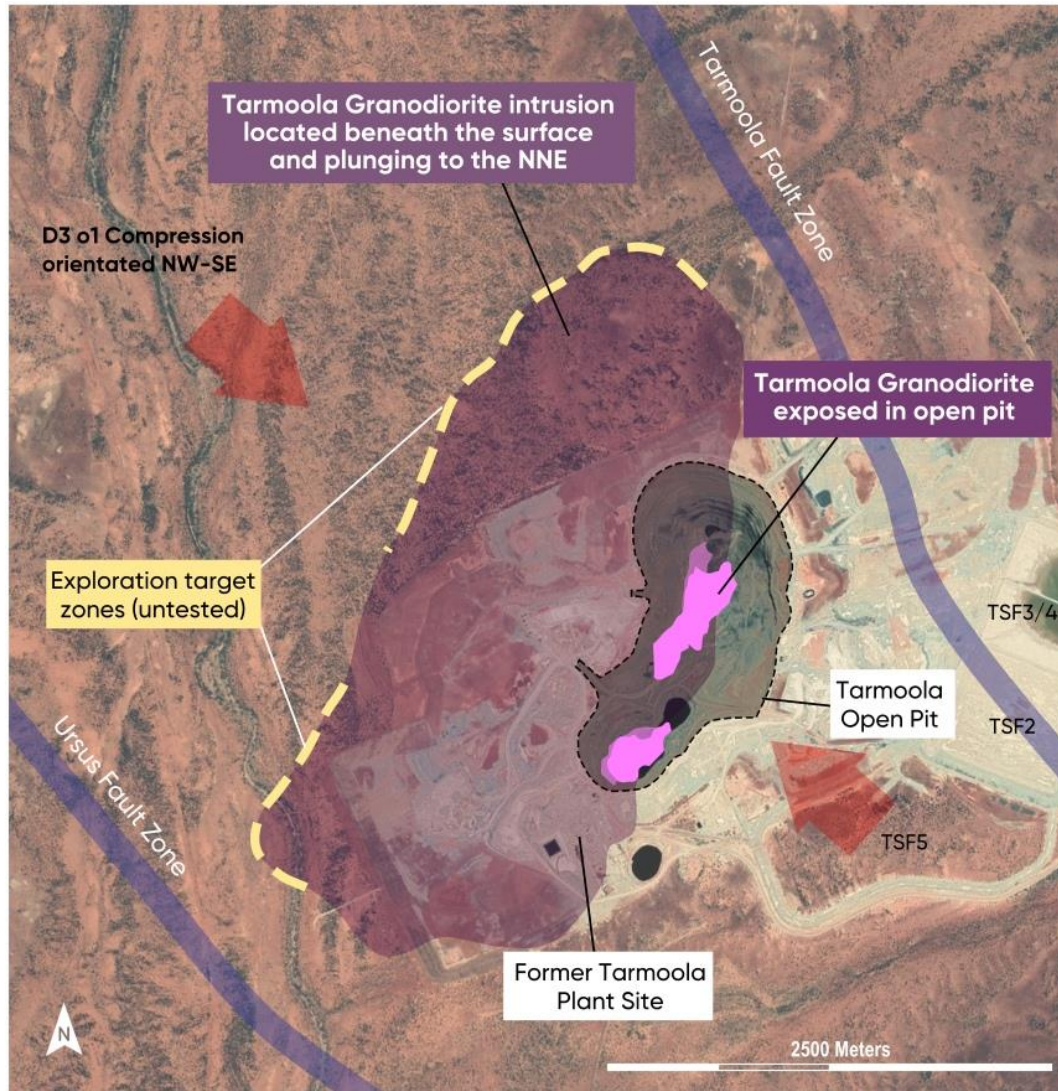 Tarmoola Fault Zone
Tarmoola Granodiorite intrusion
located beneath the surface
and plunging to the NNE
D3 o1 Compression
orientated NW-SE
Tarmoola Granodiorite
exposed in open pit
Exploration target
zones (untested)
TSF3/4
Tarmoola
Open Pit
TSF2
Ursus Fault Zone
TSF5
Former Tarmoola
Plant Site
N
2500 Meters